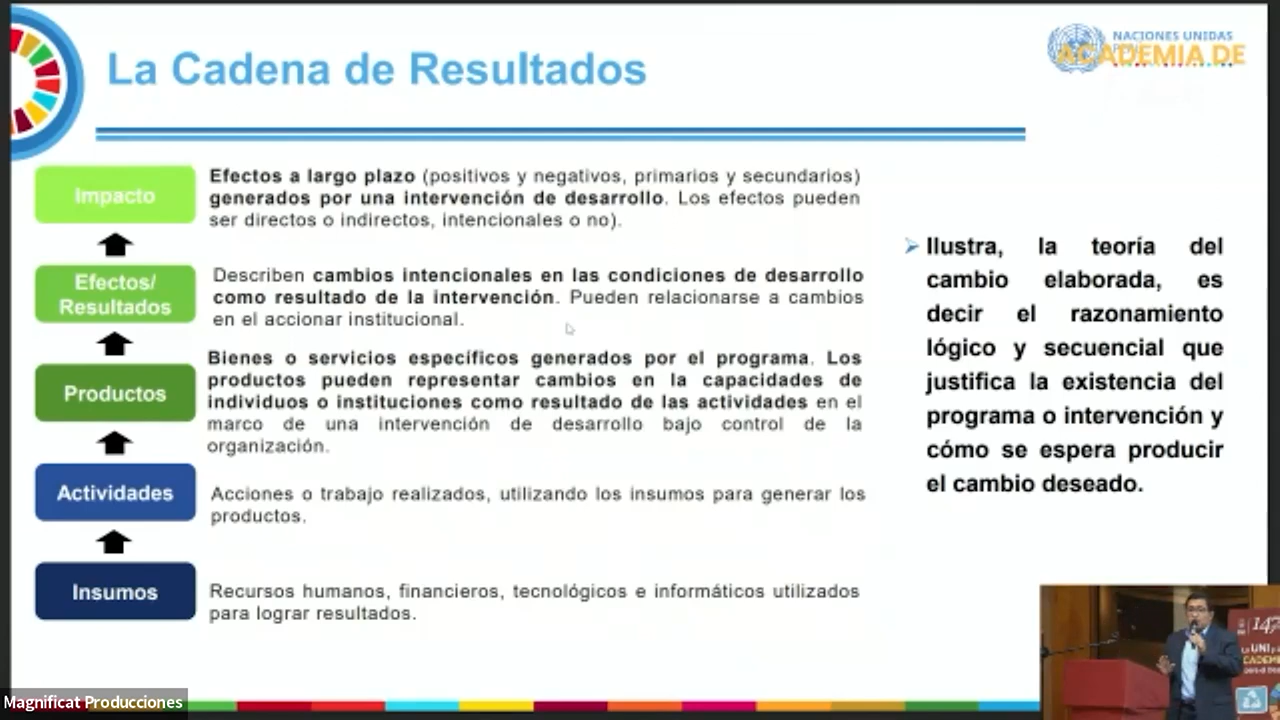 La Cadena de Resultados
NACIONES UNIDAS
ACADEMIA DE
Impacto
Efectos a largo plazo (positivos y negativos, primarios y secundarios)
generados por una intervención de desarrollo. Los efectos pueden
ser directos o indirectos, intencionales o no).
Efectos/
Resultados
Describen cambios intencionales en las condiciones de desarrollo
como resultado de la intervención. Pueden relacionarse a cambios
en el accionar institucional.
Productos
Bienes o servicios específicos generados por el programa. Los
productos pueden representar cambios en la capacidades de
individuos o instituciones como resultado de las actividades en el
marco de una intervención de desarrollo bajo control de la
organización.
Actividades
Acciones o trabajo realizados, utilizando los insumos para generar los
productos.
Insumos
Recursos humanos, financieros, tecnológicos e informáticos utilizados
para lograr resultados.
Ilustra, la teoría del
cambio elaborada, es
decir el razonamiento
lógico y secuencial que
justifica la existencia del
programa o intervención y
cómo se espera producir
el cambio deseado.
147
UNI
Magnificat Producciones